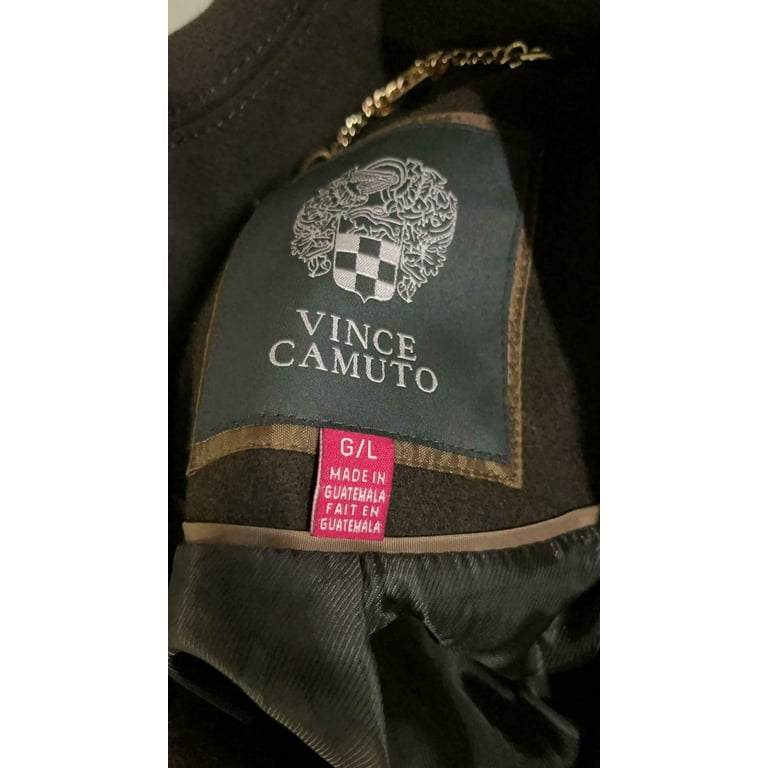 VINCE
CAMUTO
G/L
MADE IN
GUATEMALA
FAIT EN
GUATEMALA